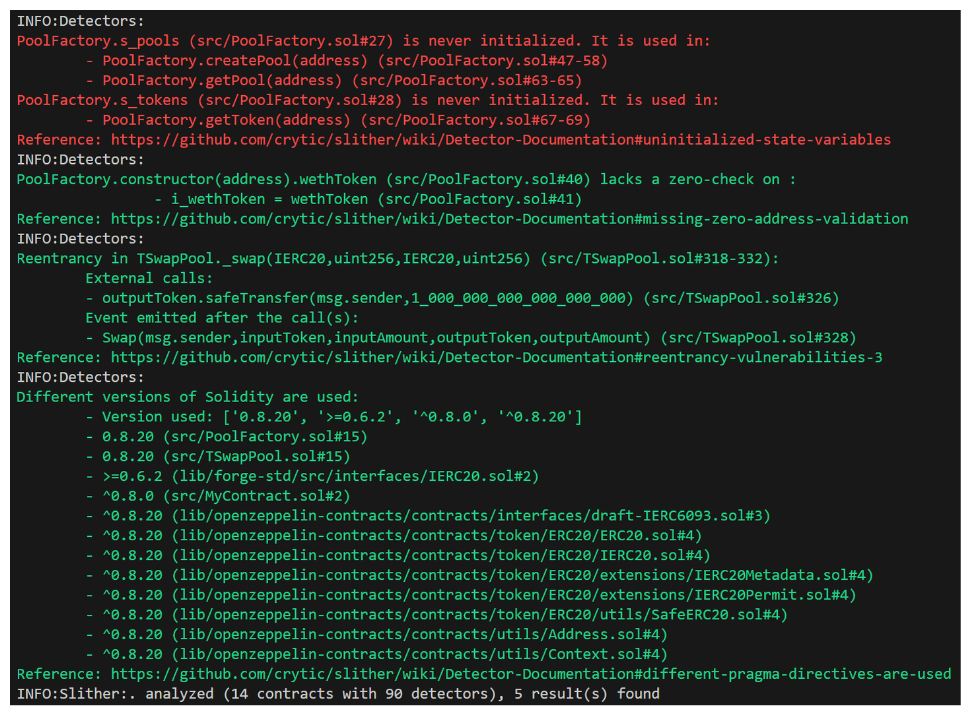 INFO:Detectors:
PoolFactory.s_pools (src/PoolFactory.sol#27) is never initialized. It is used in:
        - PoolFactory.createPool(address) (src/PoolFactory.sol#47-58)
        - PoolFactory.getPool(address) (src/PoolFactory.sol#63-65)
PoolFactory.s_tokens (src/PoolFactory.sol#28) is never initialized. It is used in:
        - PoolFactory.getToken(address) (src/PoolFactory.sol#67-69)
Reference: https://github.com/crytic/slither/wiki/Detector-Documentation#uninitialized-state-variables
INFO:Detectors:
PoolFactory.constructor(address).wethToken (src/PoolFactory.sol#40) lacks a zero-check on :
                - i_wethToken = wethToken (src/PoolFactory.sol#41)
Reference: https://github.com/crytic/slither/wiki/Detector-Documentation#missing-zero-address-validation
INFO:Detectors:
Reentrancy in TSwapPool._swap(IERC20,uint256,IERC20,uint256) (src/TSwapPool.sol#318-332):
        External calls:
        - outputToken.safeTransfer(msg.sender,1_000_000_000_000_000_000) (src/TSwapPool.sol#326)
        Event emitted after the call(s):
        - Swap(msg.sender,inputToken,inputAmount,outputToken,outputAmount) (src/TSwapPool.sol#328)
Reference: https://github.com/crytic/slither/wiki/Detector-Documentation#reentrancy-vulnerabilities-3
INFO:Detectors:
Different versions of Solidity are used:
        - Version used: ['0.8.20', '>=0.6.2', '^0.8.0', '^0.8.20']
        - 0.8.20 (src/PoolFactory.sol#15)
        - 0.8.20 (src/TSwapPool.sol#15)
        - >=0.6.2 (lib/forge-std/src/interfaces/IERC20.sol#2)
        - ^0.8.0 (src/MyContract.sol#2)
        - ^0.8.20 (lib/openzeppelin-contracts/contracts/interfaces/draft-IERC6093.sol#3)
        - ^0.8.20 (lib/openzeppelin-contracts/contracts/token/ERC20/ERC20.sol#4)
        - ^0.8.20 (lib/openzeppelin-contracts/contracts/token/ERC20/IERC20.sol#4)
        - ^0.8.20 (lib/openzeppelin-contracts/contracts/token/ERC20/extensions/IERC20Metadata.sol#4)
        - ^0.8.20 (lib/openzeppelin-contracts/contracts/token/ERC20/extensions/IERC20Permit.sol#4)
        - ^0.8.20 (lib/openzeppelin-contracts/contracts/token/ERC20/utils/SafeERC20.sol#4)
        - ^0.8.20 (lib/openzeppelin-contracts/contracts/utils/Address.sol#4)
        - ^0.8.20 (lib/openzeppelin-contracts/contracts/utils/Context.sol#4)
Reference: https://github.com/crytic/slither/wiki/Detector-Documentation#different-pragma-directives-are-used
INFO:Slither:. analyzed (14 contracts with 90 detectors), 5 result(s) found